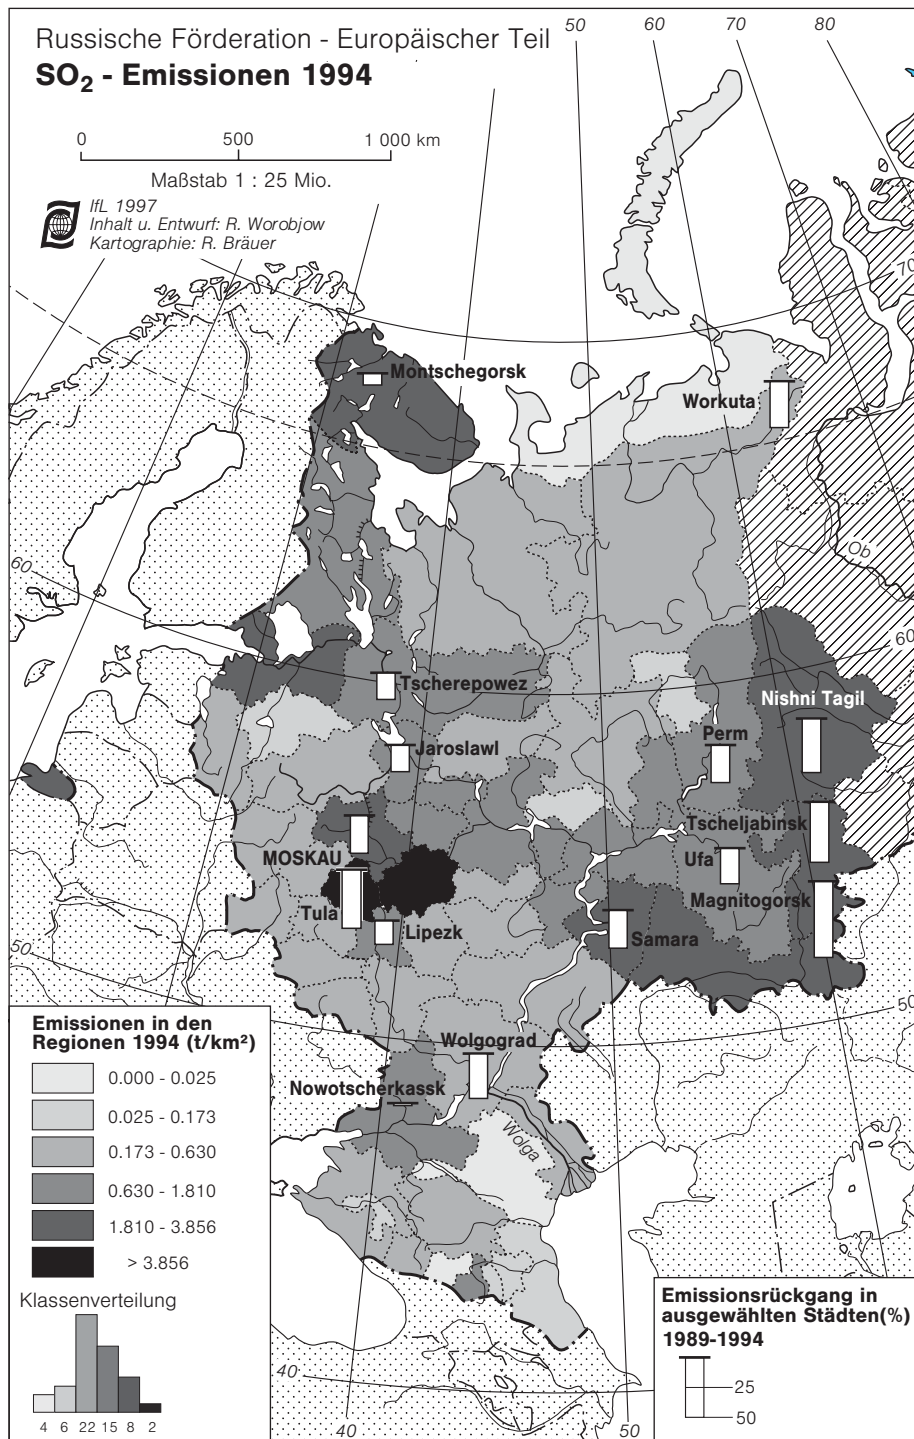 Russische Förderation - Europäischer Teil
SO₂ - Emissionen 1994
50 60 70 80
0 500 1 000 km
Maßstab 1 : 25 Mio.
IfL 1997
Inhalt u. Entwurf: R. Worobjow
Kartographie: R. Bräuer
70
Montschegorsk
Workuta
Ob
60
60
Tscherepowez
Nishni Tagil
Perm
Jaroslawl
Tscheljabinsk
MOSKAU
Ufa
Magnitogorsk
Tula
Lipezk
Samara
50
50
Wolgograd
Nowotscherkassk
Wolga
Emissionen in den
Regionen 1994 (t/km²)
0.000 - 0.025
0.025 - 0.173
0.173 - 0.630
0.630 - 1.810
1.810 - 3.856
> 3.856
Klassenverteilung
4 6 22 15 8 2
Emissionsrückgang in
ausgewählten Städten(%)
1989-1994
25
50
40
40
50